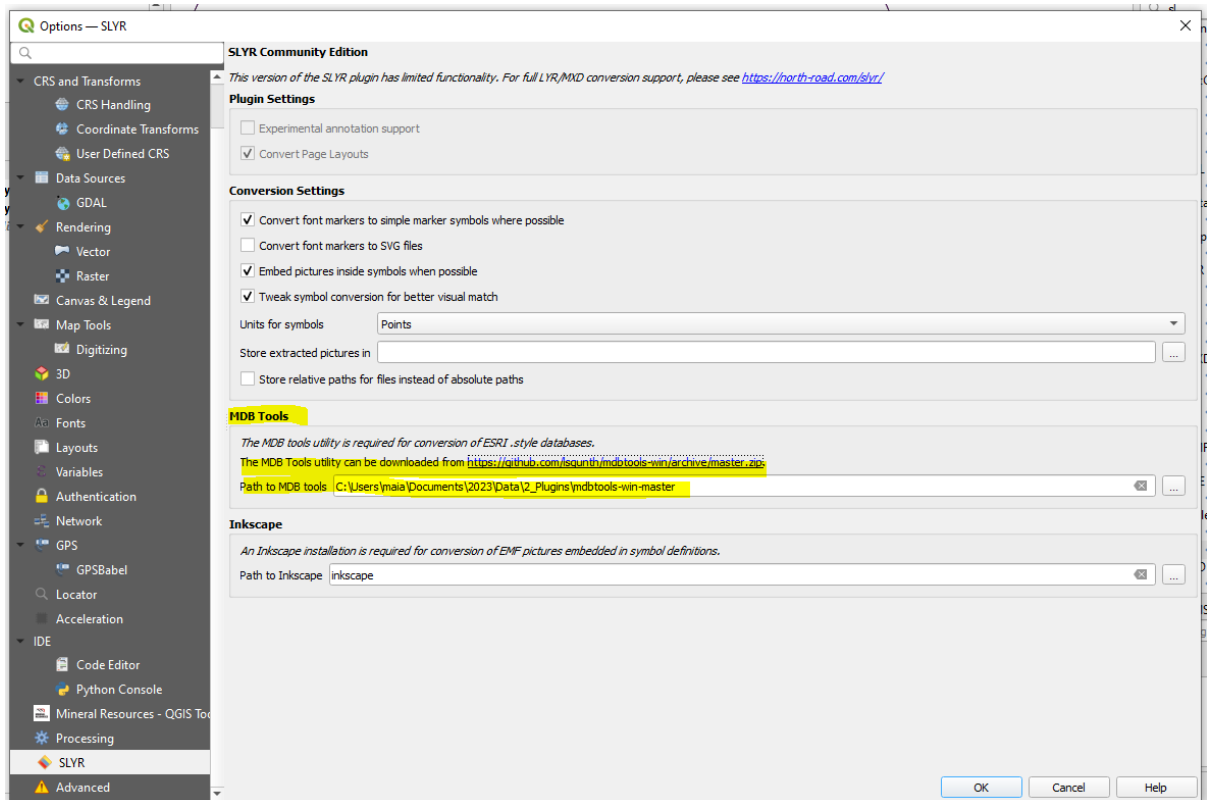 Options — SLYR
CRS and Transforms
CRS Handling
Coordinate Transforms
User Defined CRS
Data Sources
GDAL
Rendering
Vector
Raster
Canvas & Legend
Map Tools
Digitizing
3D
Colors
Fonts
Layouts
Variables
Authentication
Network
GPS
GPSBabel
Locator
Acceleration
IDE
Code Editor
Python Console
Mineral Resources - QGIS Too
Processing
SLYR
Advanced
SLYR Community Edition
This version of the SLYR plugin has limited functionality. For full LYR/MXD conversion support, please see https://north-road.com/slyr/
Plugin Settings
Experimental annotation support
Convert Page Layouts
Conversion Settings
Convert font markers to simple marker symbols where possible
Convert font markers to SVG files
Embed pictures inside symbols when possible
Tweak symbol conversion for better visual match
Units for symbols Points
Store extracted pictures in ...
Store relative paths for files instead of absolute paths
MDB Tools
The MDB tools utility is required for conversion of ESRI .style databases.
The MDB Tools utility can be downloaded from https://github.com/lsgunth/mdbtools-win/archive/master.zip.
Path to MDB tools C:\Users\maia\Documents\2023\Data\2_Plugins\mdbtools-win-master ...
Inkscape
An Inkscape installation is required for conversion of EMF pictures embedded in symbol definitions.
Path to Inkscape inkscape ...
OK Cancel Help